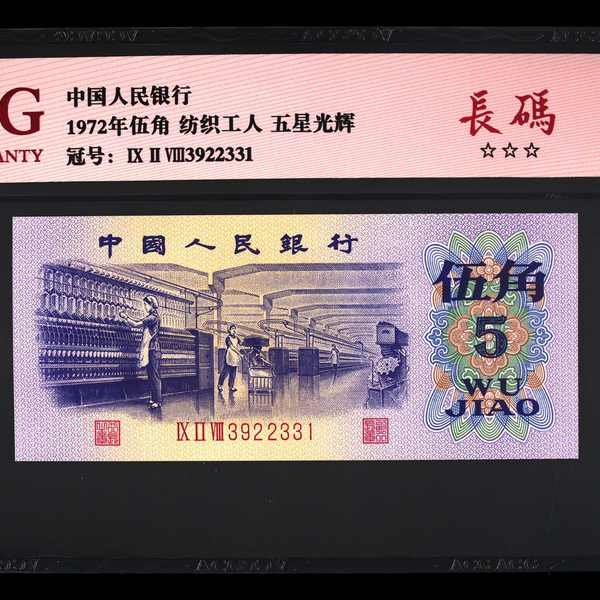 G
ANTY
中国人民银行
1972年伍角 纺织工人 五星光辉
冠号：Ⅸ Ⅱ Ⅷ3922331
長碼
☆☆☆
中國人民銀行
伍角
5
WU
JIAO
Ⅸ Ⅱ Ⅷ 3922331